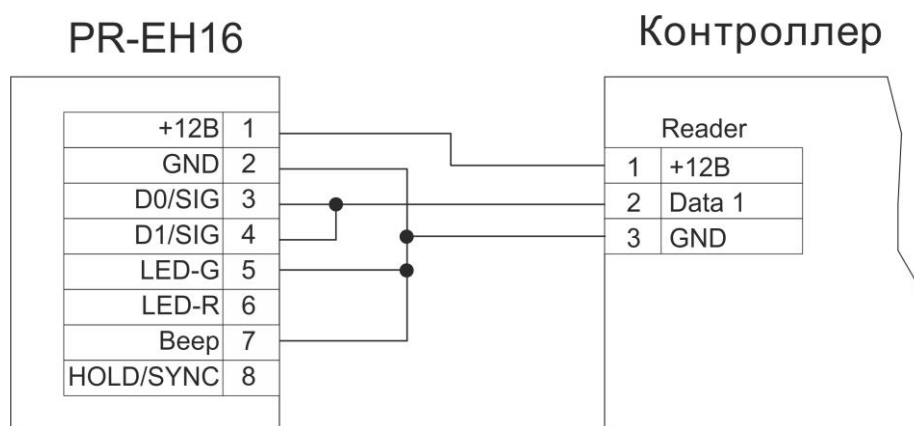 PR-EH16
Контроллер
+12В 1
GND 2
D0/SIG 3
D1/SIG 4
LED-G 5
LED-R 6
Beep 7
HOLD/SYNC 8
Reader
1 +12В
2 Data 1
3 GND